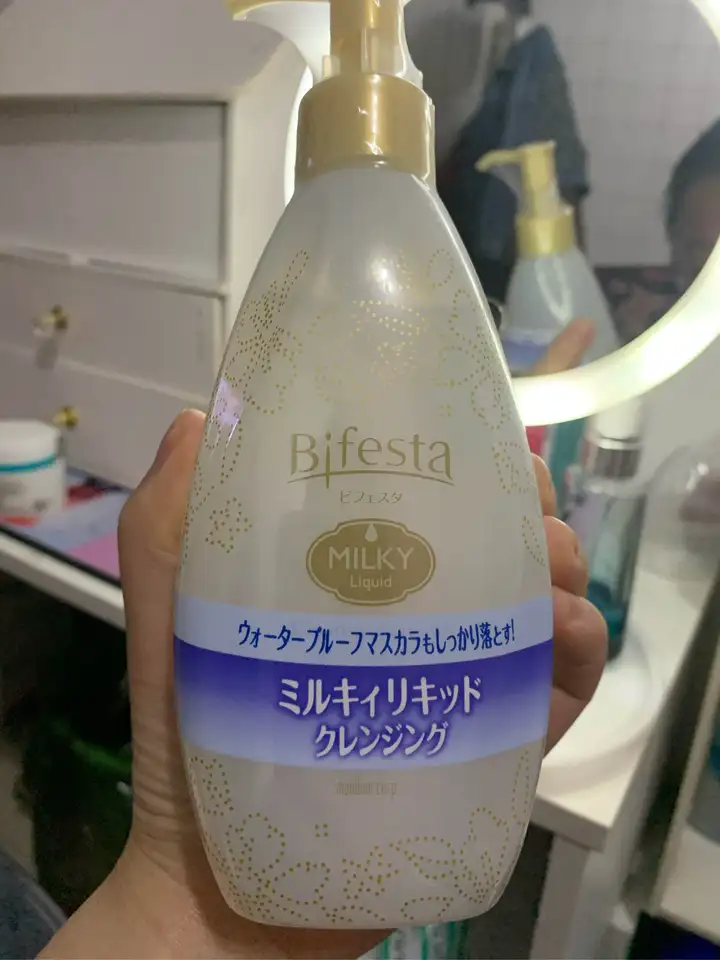 Bifesta
ビフェスタ
MILKY
Liquid
ウォータープルーフマスカラもしっかり落とす!
ミルキィリキッド
クレンジング